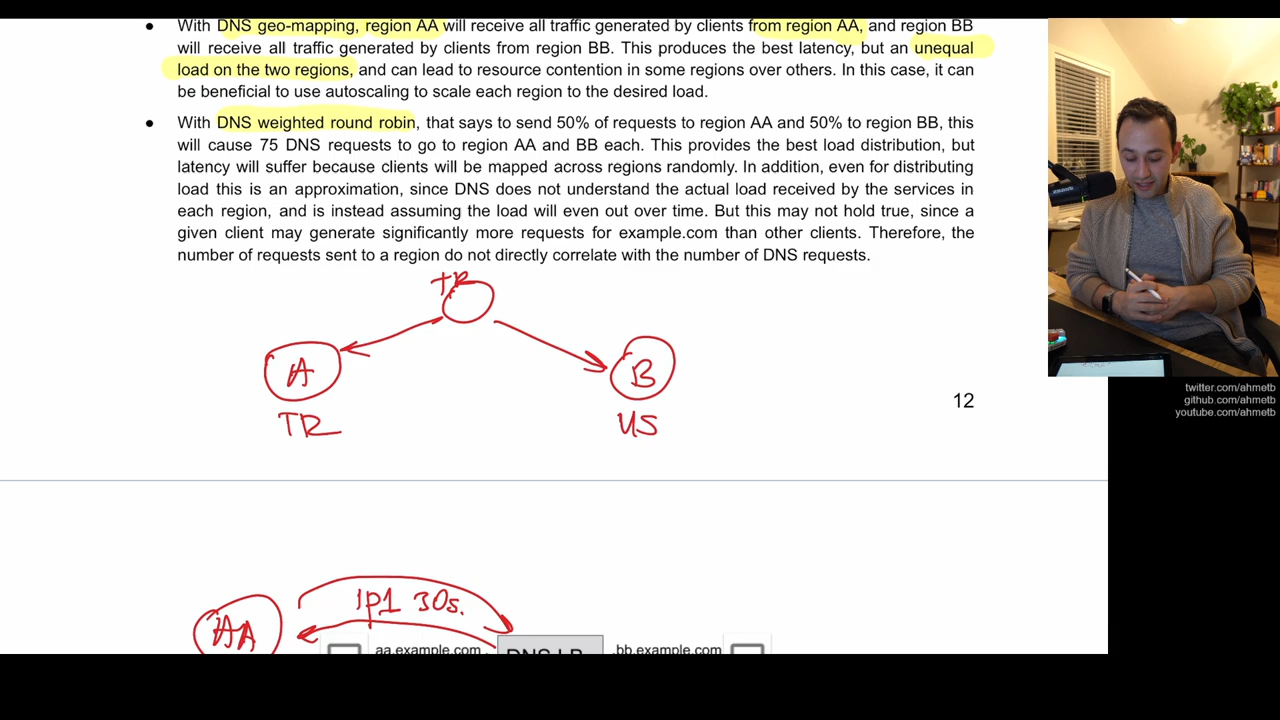 • With DNS geo-mapping, region AA will receive all traffic generated by clients from region AA, and region BB
will receive all traffic generated by clients from region BB. This produces the best latency, but an unequal
load on the two regions, and can lead to resource contention in some regions over others. In this case, it can
be beneficial to use autoscaling to scale each region to the desired load.
• With DNS weighted round robin, that says to send 50% of requests to region AA and 50% to region BB, this
will cause 75 DNS requests to go to region AA and BB each. This provides the best load distribution, but
latency will suffer because clients will be mapped across regions randomly. In addition, even for distributing
load this is an approximation, since DNS does not understand the actual load received by the services in
each region, and is instead assuming the load will even out over time. But this may not hold true, since a
given client may generate significantly more requests for example.com than other clients. Therefore, the
number of requests sent to a region do not directly correlate with the number of DNS requests.
TR
A
B
TR
US
12
twitter.com/ahmetb
github.com/ahmetb
youtube.com/ahmetb
IP1 30s.
AA
aa.example.com
DNS LB
.bb.example.com